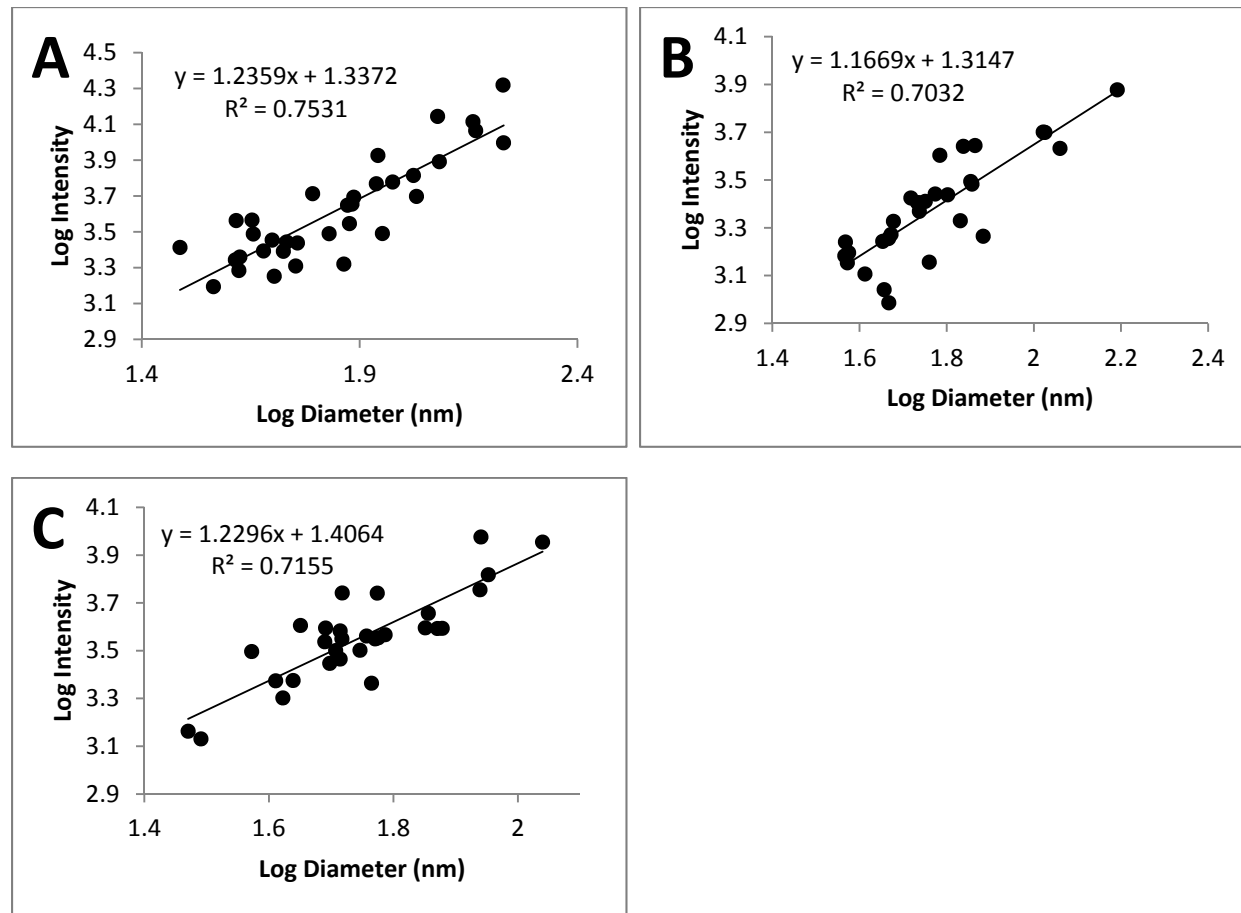 A
y = 1.2359x + 1.3372
R² = 0.7531
Log Intensity
4.5
4.3
4.1
3.9
3.7
3.5
3.3
3.1
2.9
1.4 1.9 2.4
Log Diameter (nm)
B
y = 1.1669x + 1.3147
R² = 0.7032
Log Intensity
4.1
3.9
3.7
3.5
3.3
3.1
2.9
1.4 1.6 1.8 2 2.2 2.4
Log Diameter (nm)
C
y = 1.2296x + 1.4064
R² = 0.7155
Log Intensity
4.1
3.9
3.7
3.5
3.3
3.1
2.9
1.4 1.6 1.8 2
Log Diameter (nm)